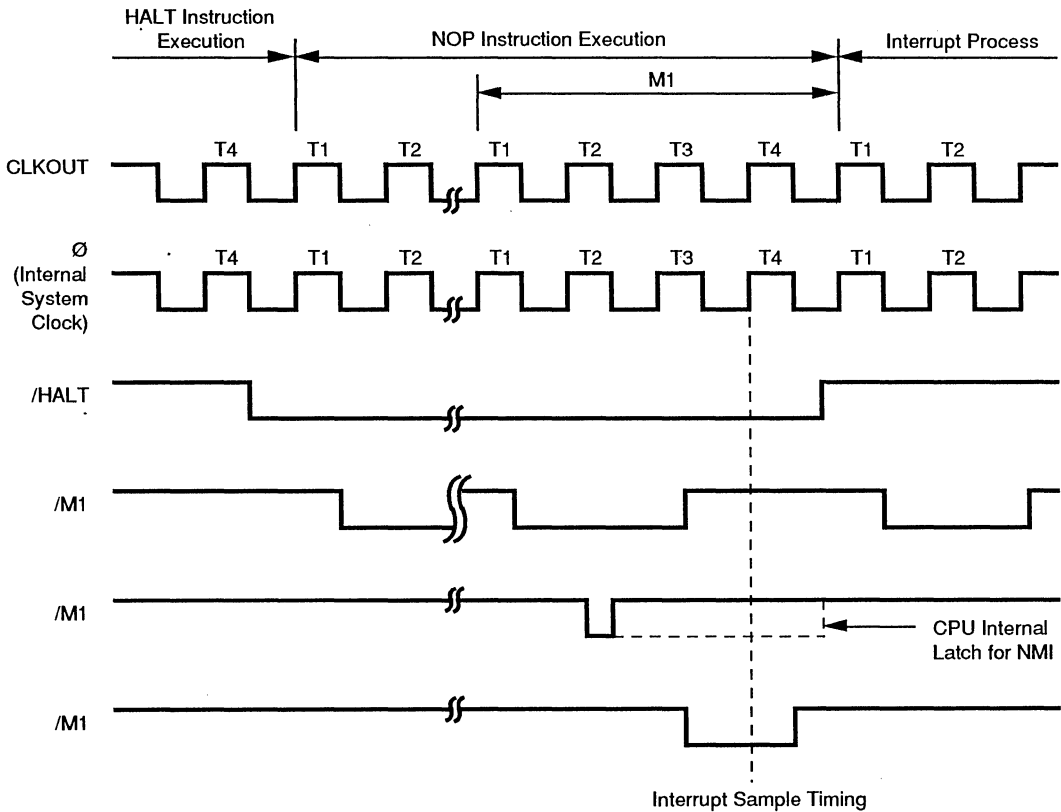 HALT Instruction
Execution
NOP Instruction Execution
Interrupt Process
M1
T4 T1 T2 T1 T2 T3 T4 T1 T2
CLKOUT
Ø
(Internal
System
Clock)
T4 T1 T2 T1 T2 T3 T4 T1 T2
/HALT
/M1
/M1
CPU Internal
Latch for NMI
/M1
Interrupt Sample Timing